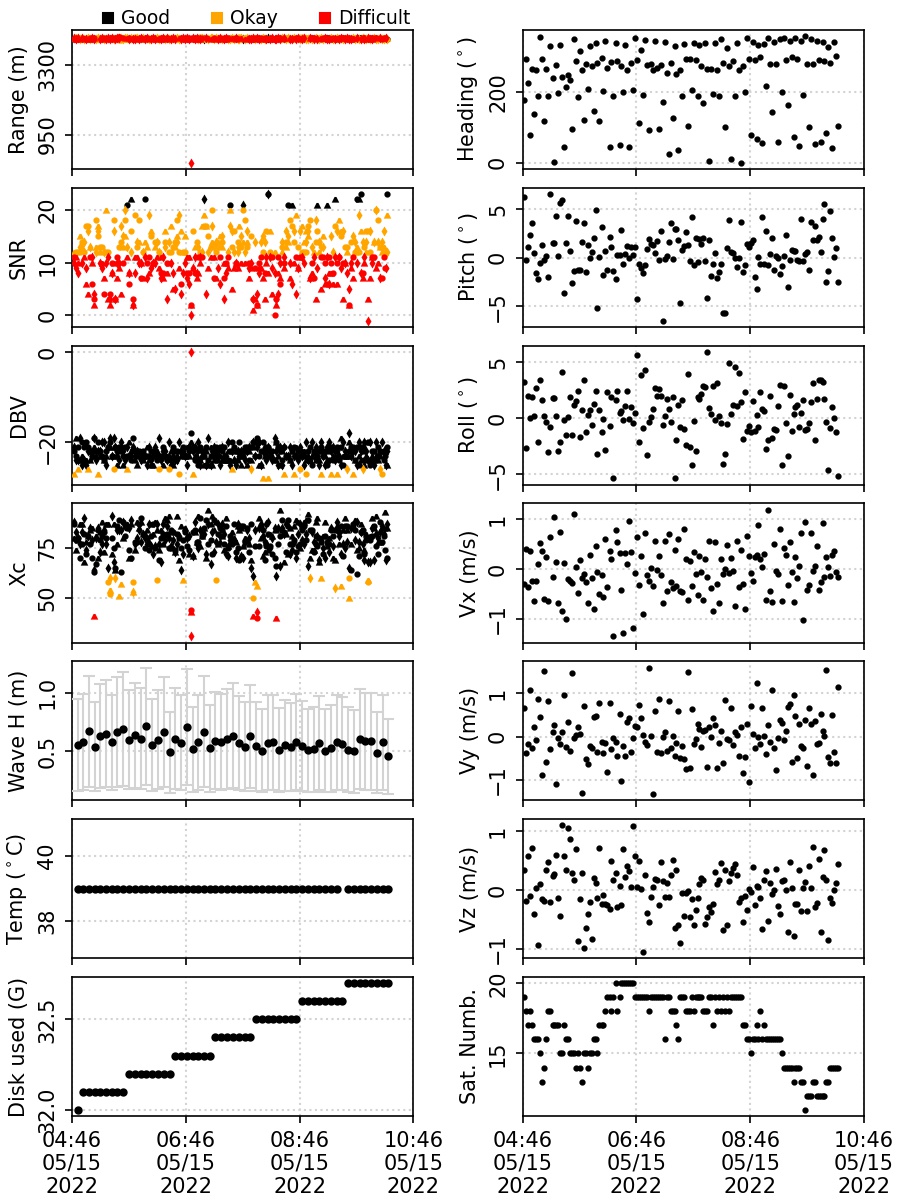 Good Okay Difficult
Range (m)
3300
950
Heading (°)
200
0
SNR
20
10
0
Pitch (°)
5
0
−5
DBV
0
−20
Roll (°)
5
0
−5
Xc
75
50
Vx (m/s)
1
0
−1
Wave H (m)
1.0
0.5
Vy (m/s)
1
0
−1
Temp (°C)
40
38
Vz (m/s)
1
0
−1
Disk used (G)
32.5
32.0
Sat. Numb.
20
15
04:46 06:46 08:46 10:46 04:46 06:46 08:46 10:46
05/15 05/15 05/15 05/15 05/15 05/15 05/15 05/15
2022 2022 2022 2022 2022 2022 2022 2022